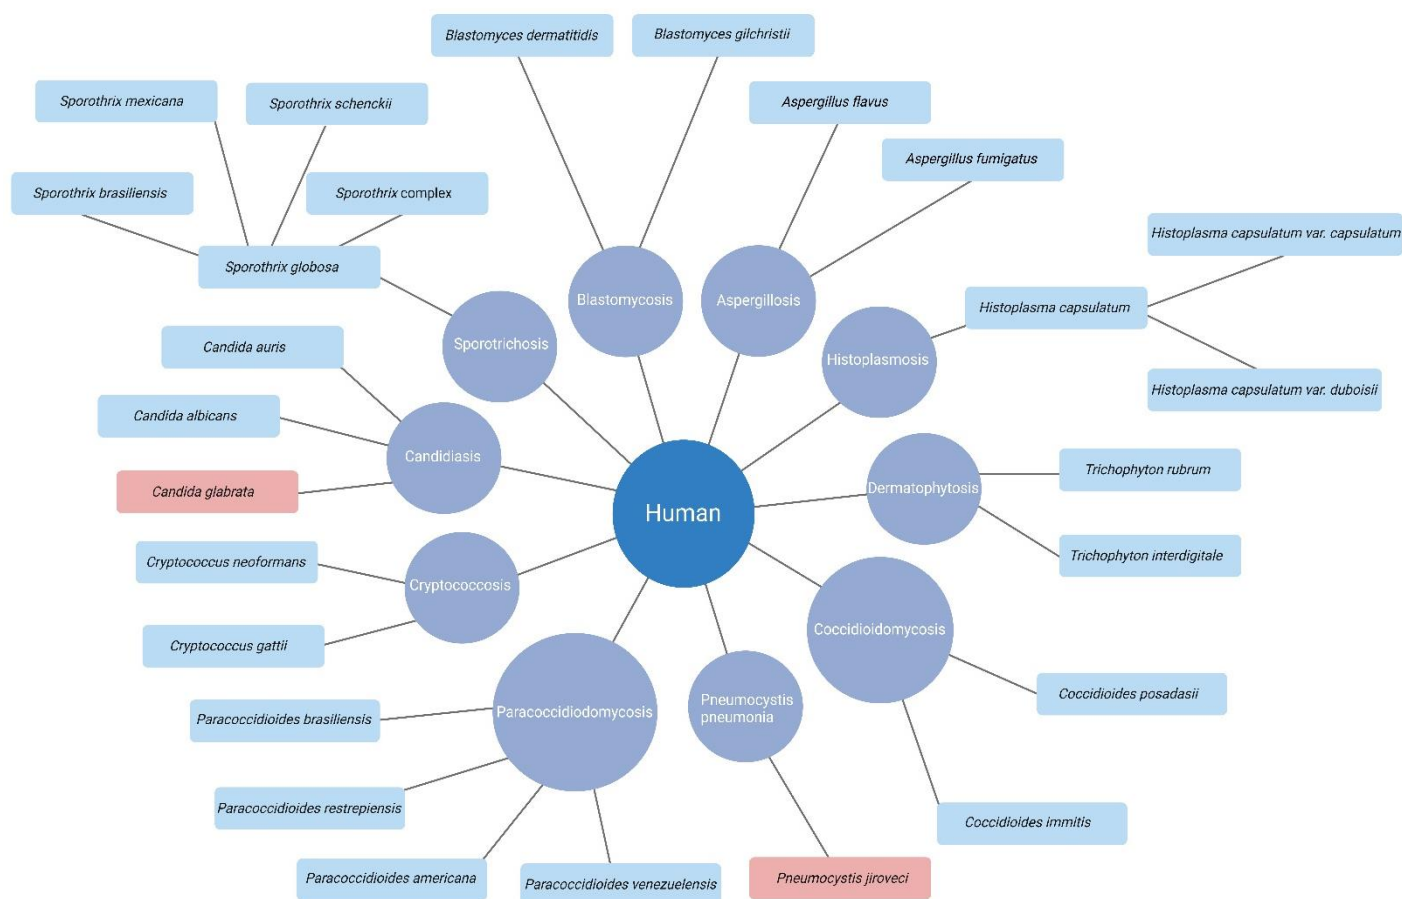 Blastomyces dermatitidis
Blastomyces gilchristii
Sporothrix mexicana
Sporothrix schenckii
Aspergillus flavus
Aspergillus fumigatus
Sporothrix brasiliensis
Sporothrix complex
Histoplasma capsulatum var. capsulatum
Sporothrix globosa
Blastomycosis
Aspergillosis
Histoplasma capsulatum
Sporotrichosis
Histoplasmosis
Candida auris
Histoplasma capsulatum var. duboisii
Candida albicans
Candidiasis
Trichophyton rubrum
Candida glabrata
Dermatophytosis
Human
Cryptococcus neoformans
Trichophyton interdigitale
Cryptococcosis
Cryptococcus gattii
Coccidioidomycosis
Coccidioides posadasii
Paracoccidiodomycosis
Pneumocystis
pneumonia
Paracoccidioides brasiliensis
Paracoccidioides restrepiensis
Coccidioides immitis
Paracoccidioides americana
Paracoccidioides venezuelensis
Pneumocystis jiroveci